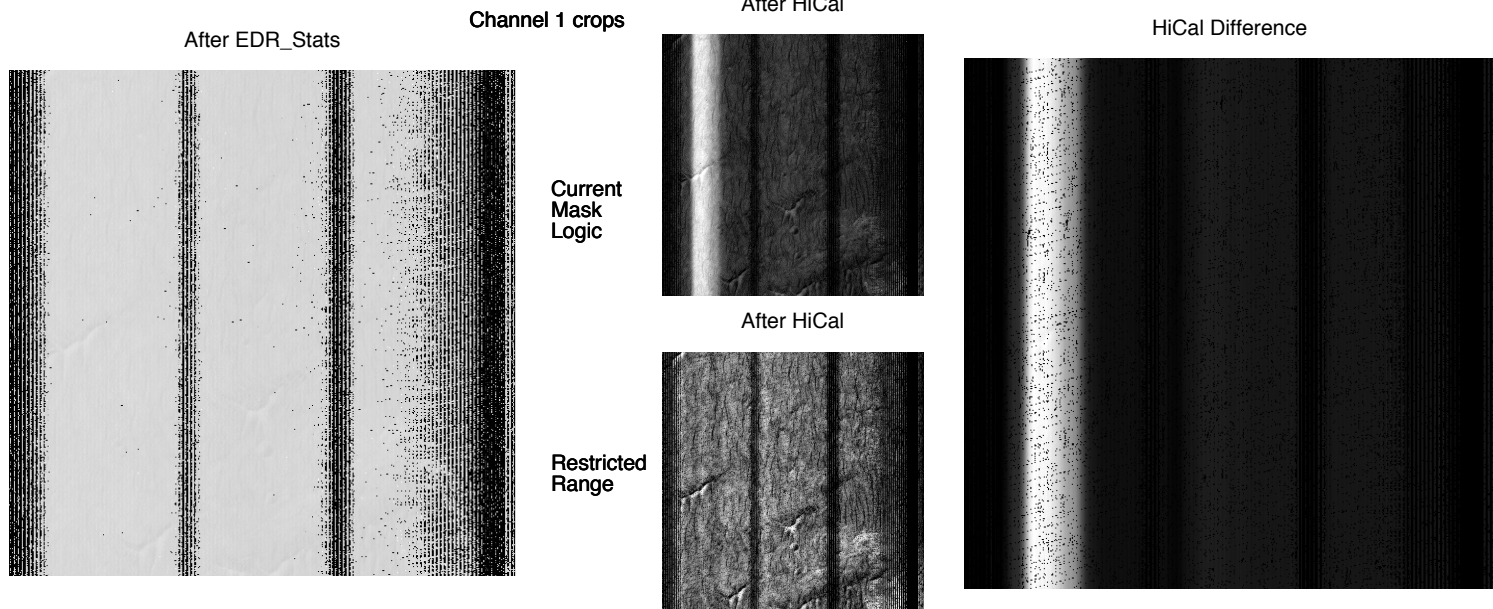 Channel 1 crops
After HiCal
After EDR_Stats
HiCal Difference
Current
Mask
Logic
After HiCal
Restricted
Range